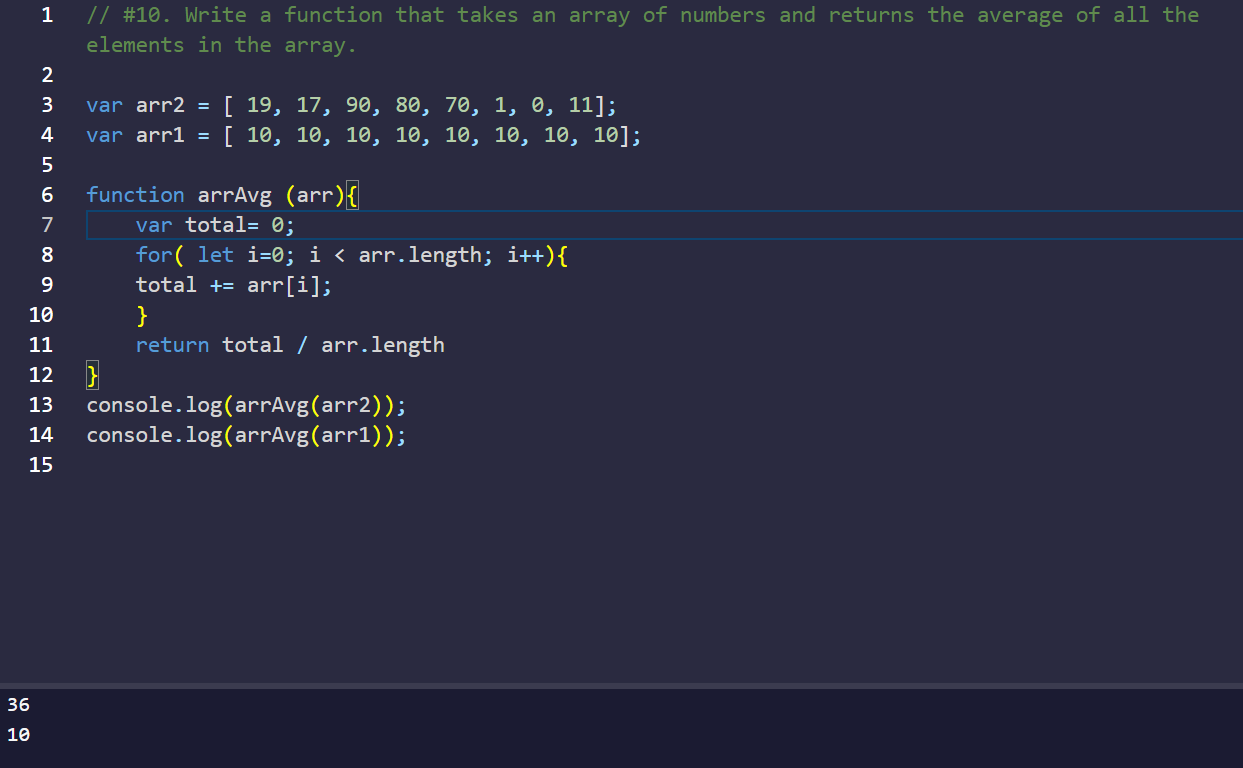 1 // #10. Write a function that takes an array of numbers and returns the average of all the
elements in the array.
2
3 var arr2 = [ 19, 17, 90, 80, 70, 1, 0, 11];
4 var arr1 = [ 10, 10, 10, 10, 10, 10, 10, 10];
5
6 function arrAvg (arr){
7     var total= 0;
8     for( let i=0; i < arr.length; i++){
9     total += arr[i];
10     }
11     return total / arr.length
12 }
13 console.log(arrAvg(arr2));
14 console.log(arrAvg(arr1));
15
36
10